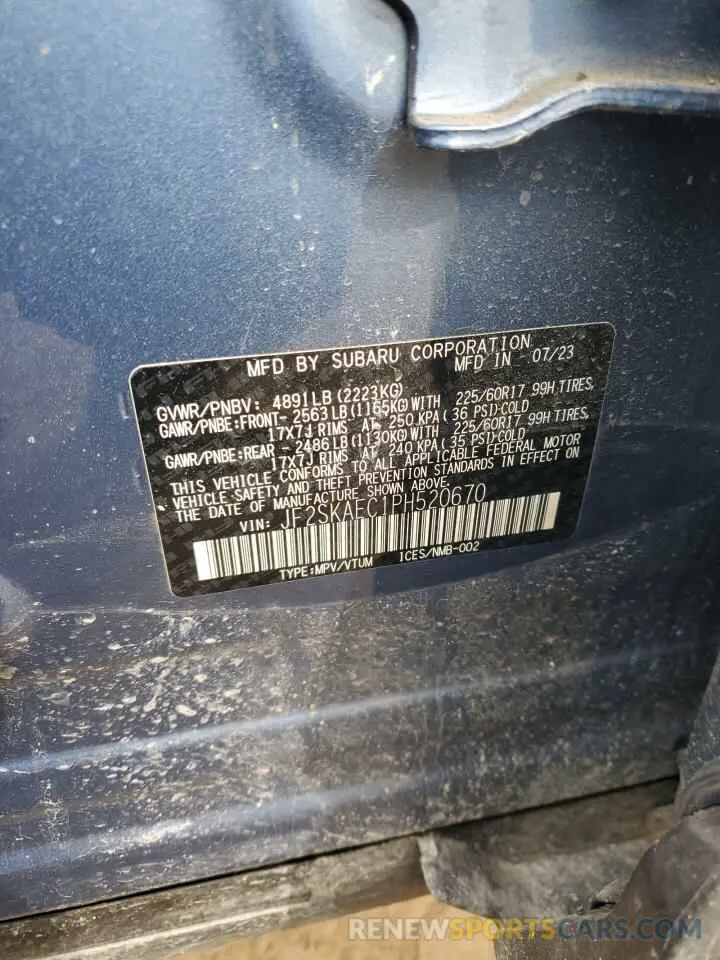 MFD BY SUBARU CORPORATION
MFD IN 07/23
GVWR/PNBV: 4891LB(2223KG)
GAWR/PNBE:FRONT-2563LB(1165KG)WITH 225/60R17 99H TIRES,
17X7J RIMS AT 250KPA(36 PSI)COLD
GAWR/PNBE:REAR -2486LB(1130KG)WITH 225/60R17 99H TIRES,
17X7J RIMS AT 240KPA(35 PSI)COLD
THIS VEHICLE CONFORMS TO ALL APPLICABLE FEDERAL MOTOR
VEHICLE SAFETY AND THEFT PREVENTION STANDARDS IN EFFECT ON
THE DATE OF MANUFACTURE SHOWN ABOVE.
VIN: JF2SKAEC1PH520670
TYPE:MPV/VTUM ICES/NMB-002
RENEWSPORTSCARS.COM